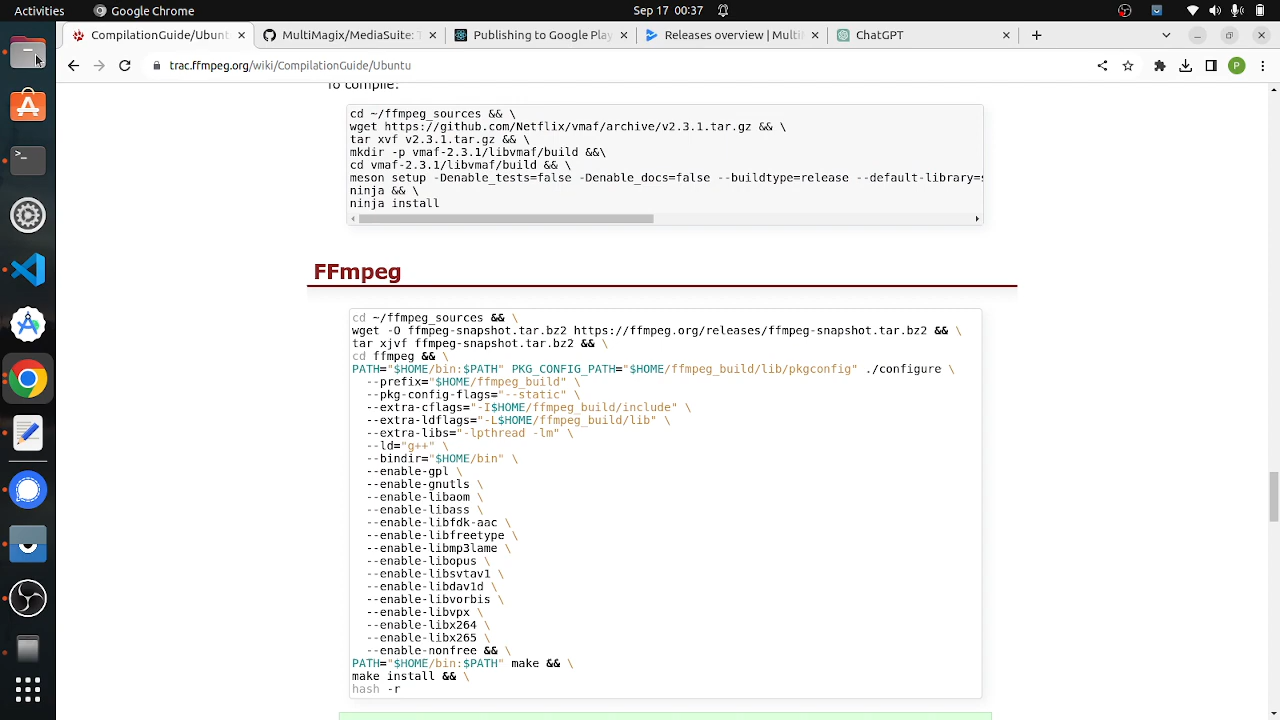 Activities
Google Chrome
Sep 17 00:37
CompilationGuide/Ubunt
MultiMagix/MediaSuite: T
Publishing to Google Play
Releases overview | Multi
ChatGPT
trac.ffmpeg.org/wiki/CompilationGuide/Ubuntu
P
To compile:
cd ~/ffmpeg_sources && \
wget https://github.com/Netflix/vmaf/archive/v2.3.1.tar.gz && \
tar xvf v2.3.1.tar.gz && \
mkdir -p vmaf-2.3.1/libvmaf/build &&\
cd vmaf-2.3.1/libvmaf/build && \
meson setup -Denable_tests=false -Denable_docs=false --buildtype=release --default-library=s
ninja && \
ninja install
FFmpeg
cd ~/ffmpeg_sources && \
wget -O ffmpeg-snapshot.tar.bz2 https://ffmpeg.org/releases/ffmpeg-snapshot.tar.bz2 && \
tar xjvf ffmpeg-snapshot.tar.bz2 && \
cd ffmpeg && \
PATH="$HOME/bin:$PATH" PKG_CONFIG_PATH="$HOME/ffmpeg_build/lib/pkgconfig" ./configure \
--prefix="$HOME/ffmpeg_build" \
--pkg-config-flags="--static" \
--extra-cflags="-I$HOME/ffmpeg_build/include" \
--extra-ldflags="-L$HOME/ffmpeg_build/lib" \
--extra-libs="-lpthread -lm" \
--ld="g++" \
--bindir="$HOME/bin" \
--enable-gpl \
--enable-gnutls \
--enable-libaom \
--enable-libass \
--enable-libfdk-aac \
--enable-libfreetype \
--enable-libmp3lame \
--enable-libopus \
--enable-libsvtav1 \
--enable-libdav1d \
--enable-libvorbis \
--enable-libvpx \
--enable-libx264 \
--enable-libx265 \
--enable-nonfree && \
PATH="$HOME/bin:$PATH" make && \
make install && \
hash -r